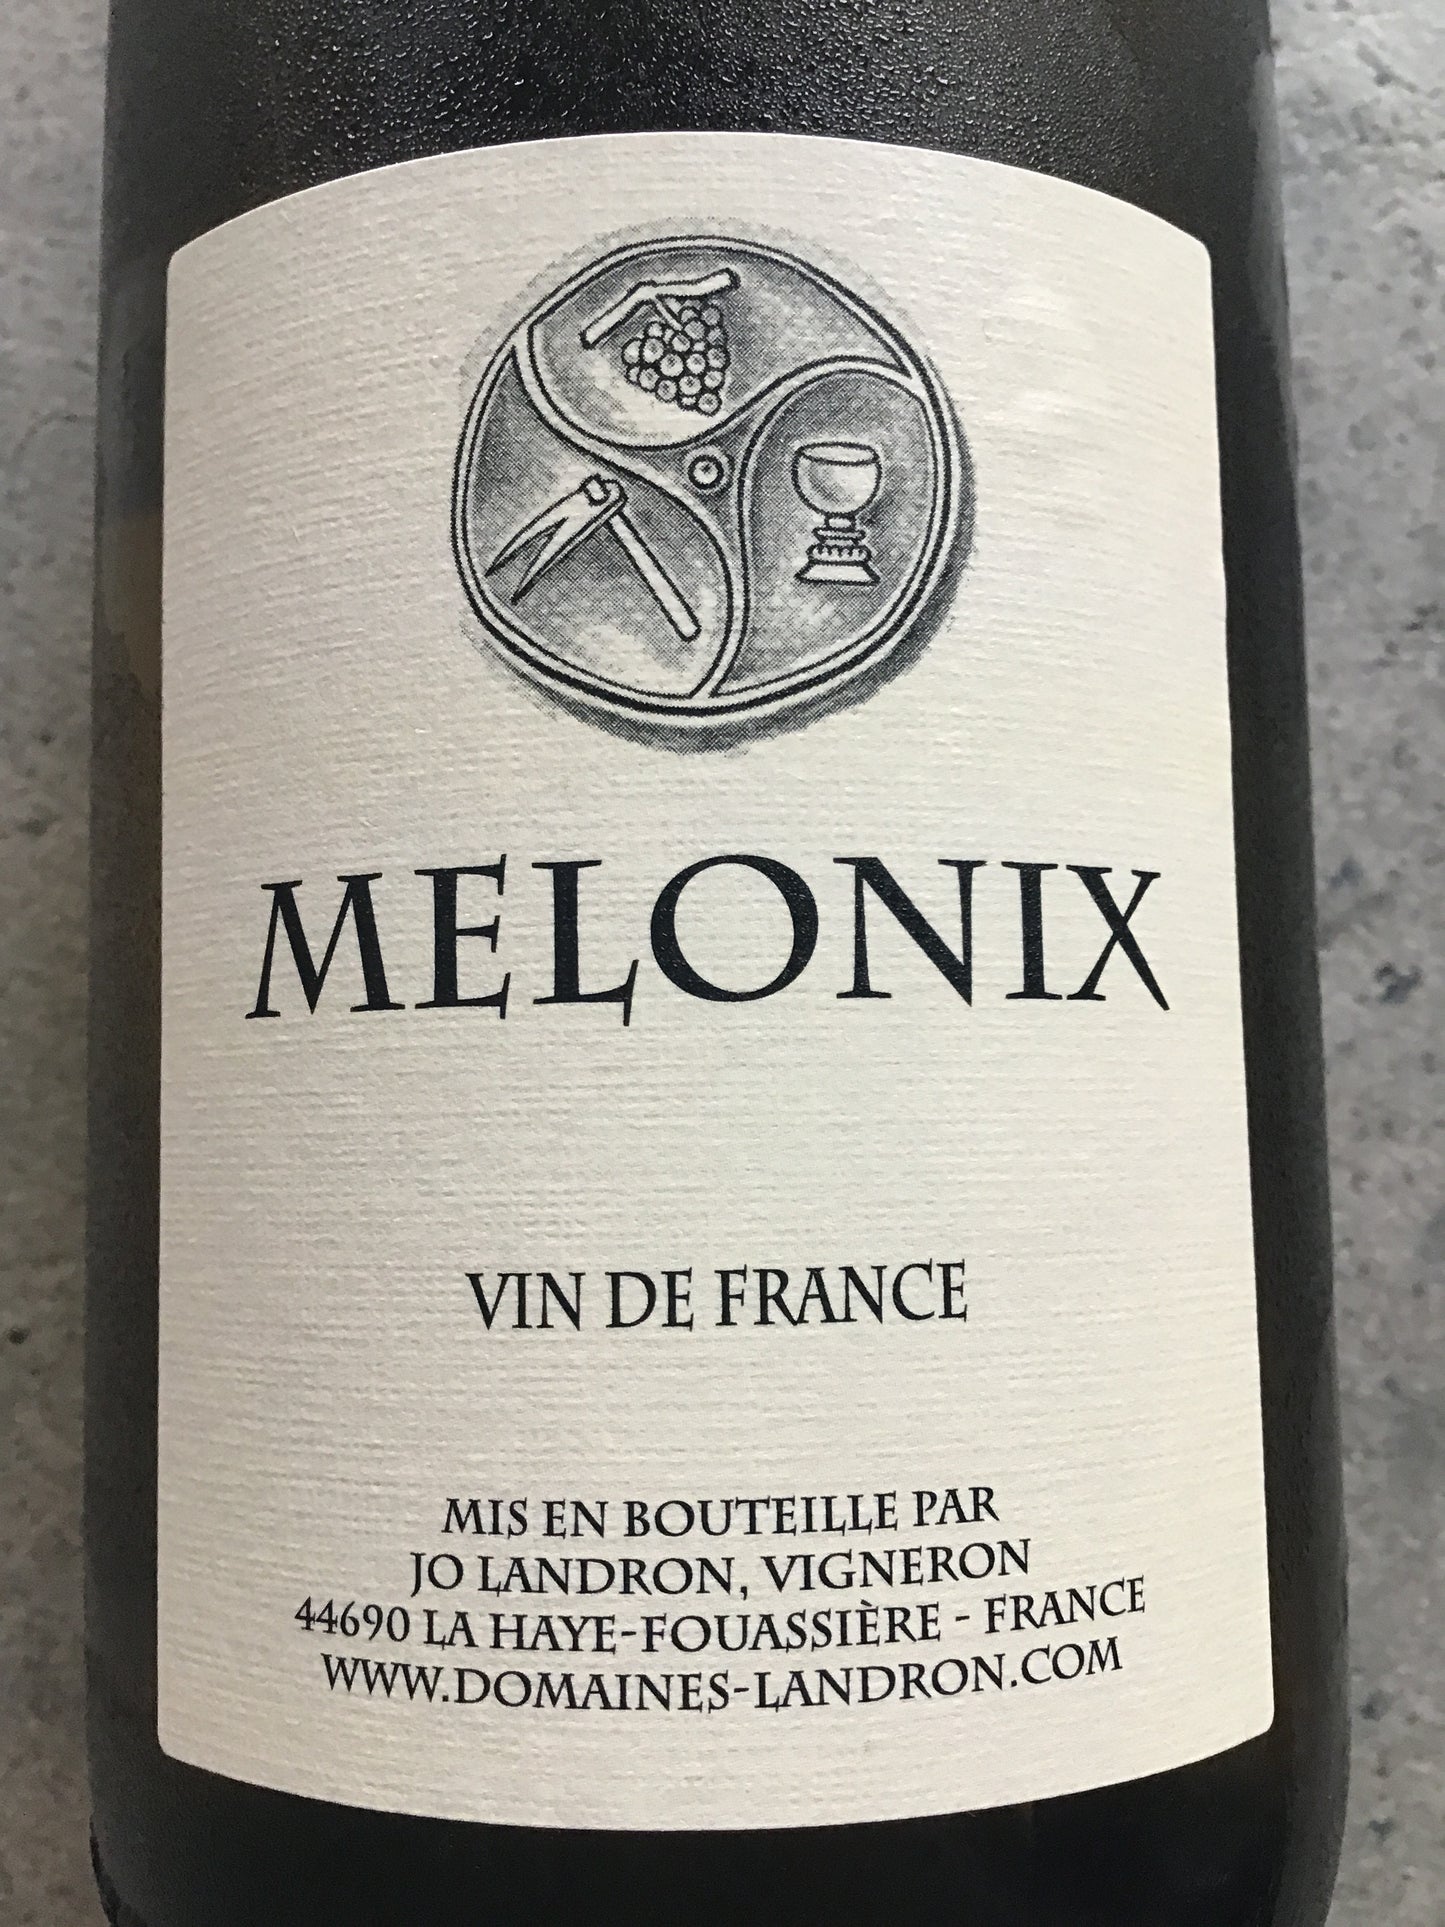 MELONIX
VIN DE FRANCE
MIS EN BOUTEILLE PAR
JO LANDRON, VIGNERON
44690 LA HAYE-FOUASSIÈRE - FRANCE
WWW.DOMAINES-LANDRON.COM